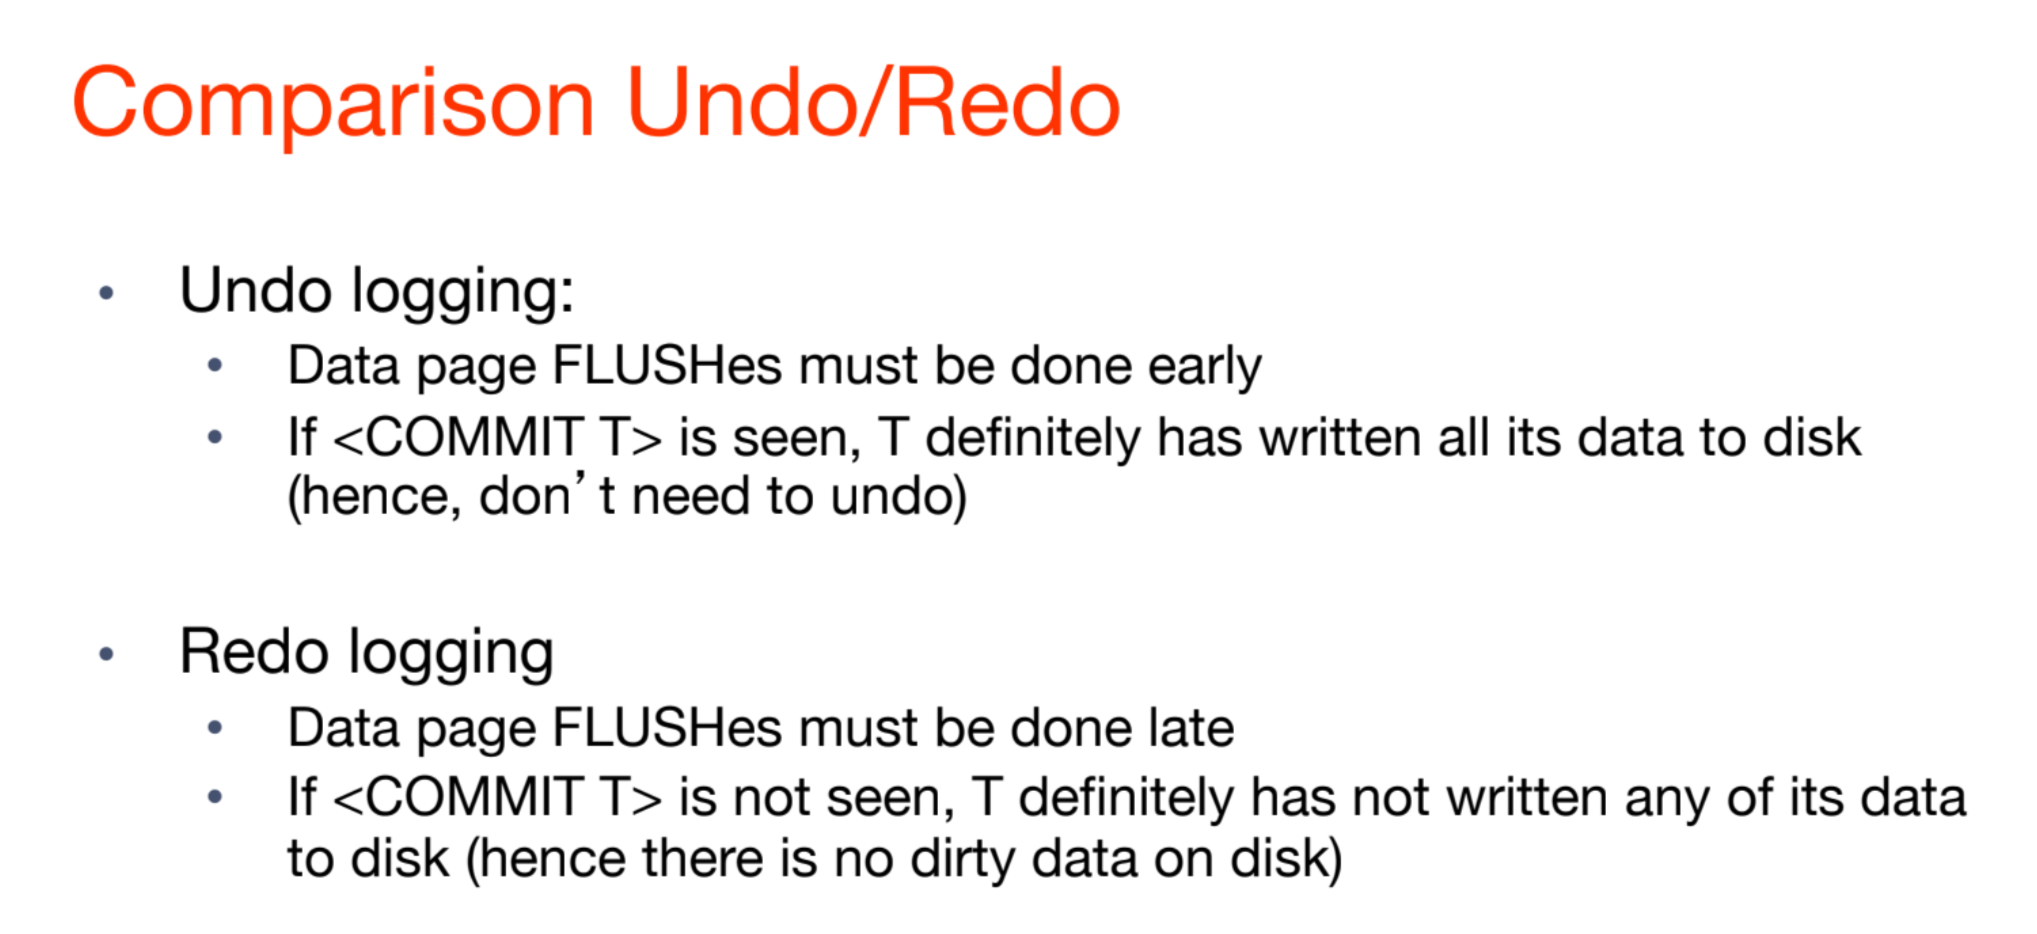 Comparison Undo/Redo
• Undo logging:
• Data page FLUSHes must be done early
• If <COMMIT T> is seen, T definitely has written all its data to disk
(hence, don’t need to undo)
• Redo logging
• Data page FLUSHes must be done late
• If <COMMIT T> is not seen, T definitely has not written any of its data
to disk (hence there is no dirty data on disk)